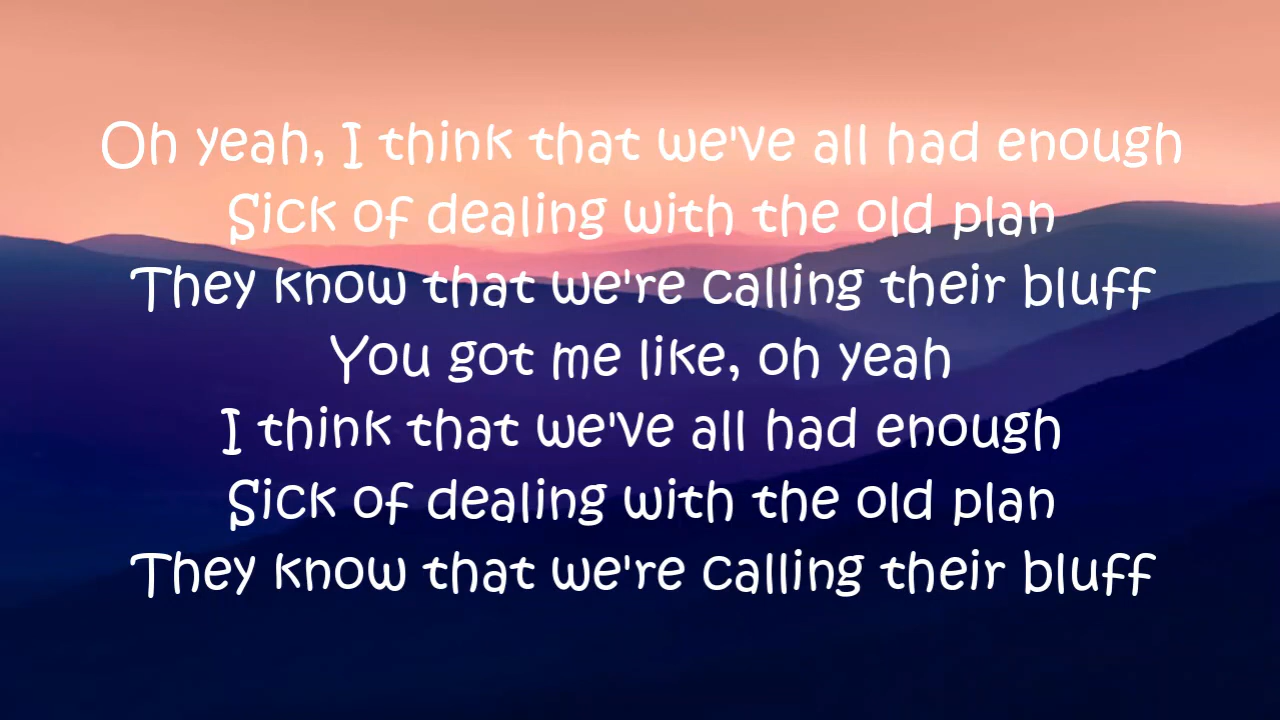 Oh yeah, I think that we've all had enough
Sick of dealing with the old plan
They know that we're calling their bluff
You got me like, oh yeah
I think that we've all had enough
Sick of dealing with the old plan
They know that we're calling their bluff